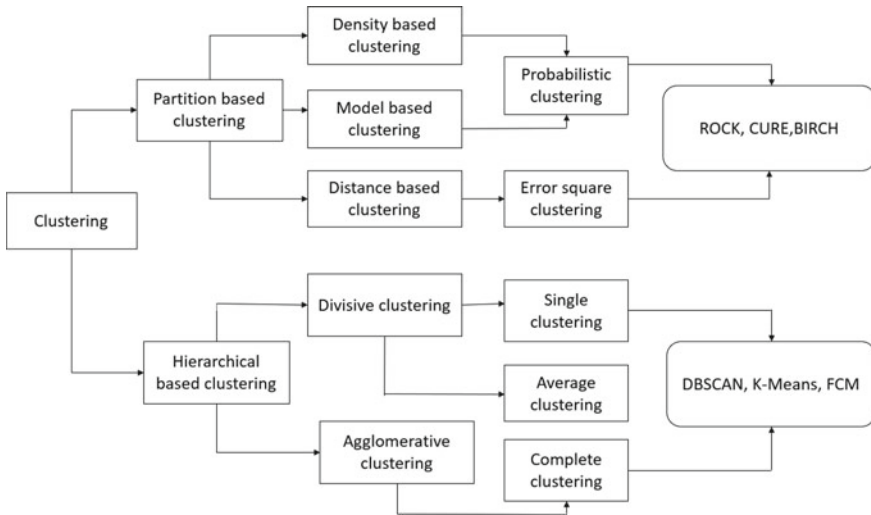 Density based
clustering
Probabilistic
clustering
Partition based
clustering
Model based
clustering
ROCK, CURE,BIRCH
Distance based
clustering
Error square
clustering
Clustering
Divisive clustering
Single
clustering
Hierarchical
based clustering
DBSCAN, K-Means, FCM
Average
clustering
Agglomerative
clustering
Complete
clustering